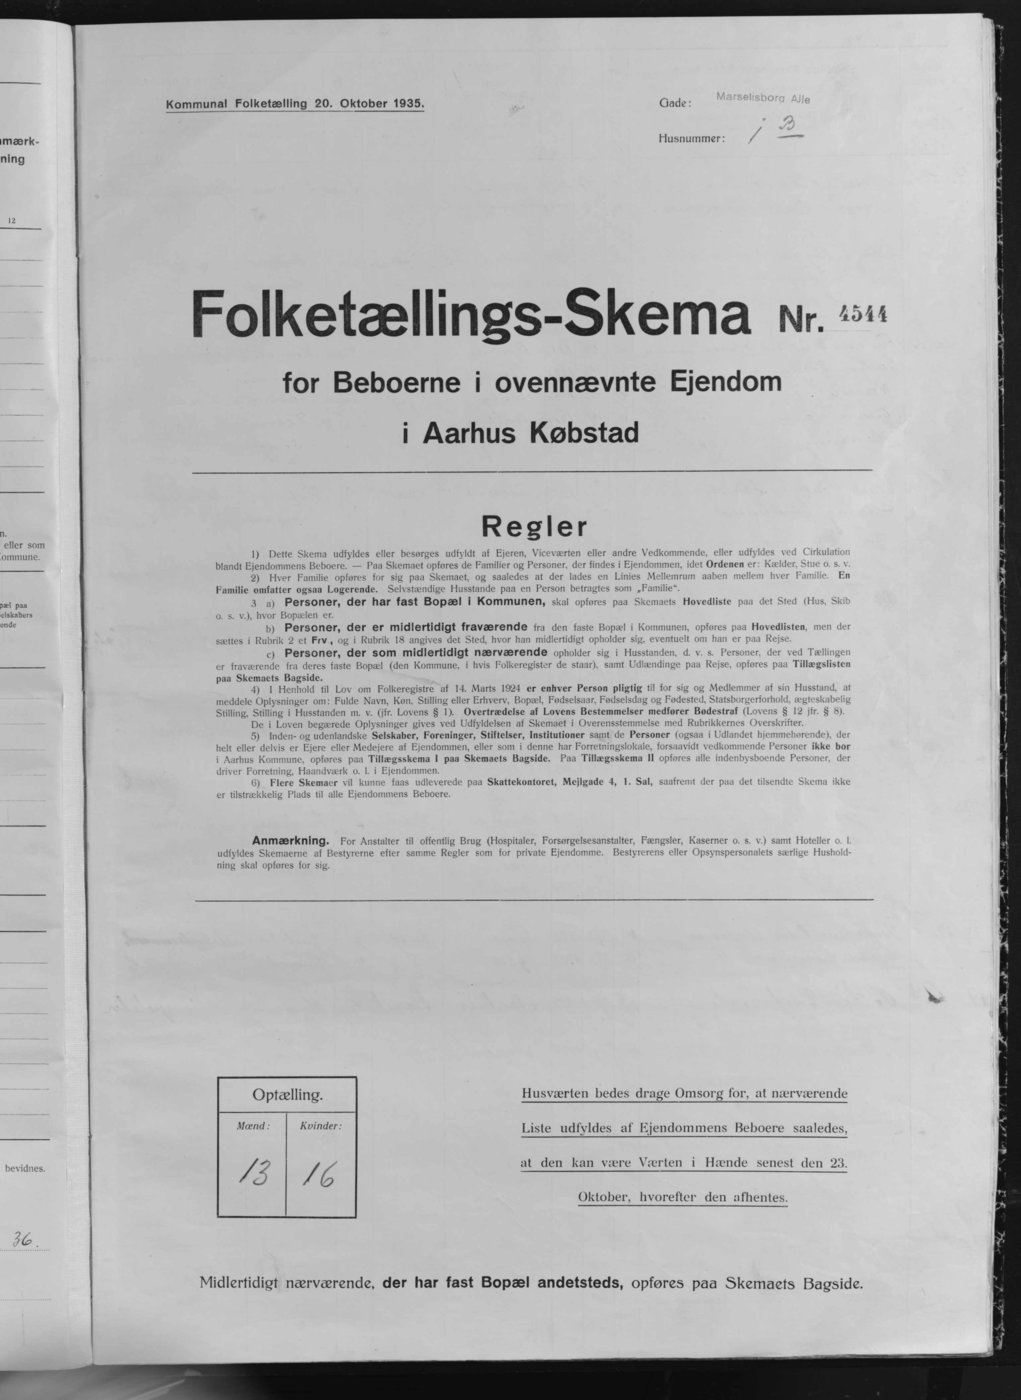 mærk-
ning
12
n.
eller som
ommune.
pæl paa
elskabers
ende
bevidnes.
36.
Kommunal Folketælling 20. Oktober 1935.
Gade: Marselisborg Alle
Husnummer: 1 B
Folketællings-Skema Nr. 4544
for Beboerne i ovennævnte Ejendom
i Aarhus Købstad
Regler
1) Dette Skema udfyldes eller besørges udfyldt af Ejeren, Viceværten eller andre Vedkommende, eller udfyldes ved Cirkulation
blandt Ejendommens Beboere. — Paa Skemaet opføres de Familier og Personer, der findes i Ejendommen, idet Ordenen er: Kælder, Stue o. s. v.
2) Hver Familie opføres for sig paa Skemaet, og saaledes at der lades en Linies Mellemrum aaben mellem hver Familie. En
Familie omfatter ogsaa Logerende. Selvstændige Husstande paa en Person betragtes som „Familie“.
3 a) Personer, der har fast Bopæl i Kommunen, skal opføres paa Skemaets Hovedliste paa det Sted (Hus, Skib
o. s. v.), hvor Bopælen er.
b) Personer, der er midlertidigt fraværende fra den faste Bopæl i Kommunen, opføres paa Hovedlisten, men der
sættes i Rubrik 2 et Frv., og i Rubrik 18 angives det Sted, hvor han midlertidigt opholder sig, eventuelt om han er paa Rejse.
c) Personer, der som midlertidigt nærværende opholder sig i Husstanden, d. v. s. Personer, der ved Tællingen
er fraværende fra deres faste Bopæl (den Kommune, i hvis Folkeregister de staar), samt Udlændinge paa Rejse, opføres paa Tillægslisten
paa Skemaets Bagside.
4) I Henhold til Lov om Folkeregistre af 14. Marts 1924 er enhver Person pligtig til for sig og Medlemmer af sin Husstand, at
meddele Oplysninger om: Fulde Navn, Køn, Stilling eller Erhverv, Bopæl, Fødselsaar, Fødselsdag og Fødested, Statsborgerforhold, ægteskabelig
Stilling, Stilling i Husstanden m. v. (jfr. Lovens § 1). Overtrædelse af Lovens Bestemmelser medfører Bødestraf (Lovens § 12 jfr. § 8).
De i Loven begærede Oplysninger gives ved Udfyldelsen af Skemaet i Overensstemmelse med Rubrikkernes Overskrifter.
5) Inden- og udenlandske Selskaber, Foreninger, Stiftelser, Institutioner samt de Personer (ogsaa i Udlandet hjemmehørende), der
helt eller delvis er Ejere eller Medejere af Ejendommen, eller som i denne har Forretningslokale, forsaavidt vedkommende Personer ikke bor
i Aarhus Kommune, opføres paa Tillægsskema I paa Skemaets Bagside. Paa Tillægsskema II opføres alle indenbysboende Personer, der
driver Forretning, Haandværk o. l. i Ejendommen.
6) Flere Skemaer vil kunne faas udleverede paa Skattekontoret, Mejlgade 4, 1. Sal, saafremt der paa det tilsendte Skema ikke
er tilstrækkelig Plads til alle Ejendommens Beboere.
Anmærkning. For Anstalter til offentlig Brug (Hospitaler, Forsørgelsesanstalter, Fængsler, Kaserner o. s. v.) samt Hoteller o. l.
udfyldes Skemaerne af Bestyrerne efter samme Regler som for private Ejendomme. Bestyrerens eller Opsynspersonalets særlige Hushold-
ning skal opføres for sig.
Optælling.
Mænd: Kvinder:
13 16
Husværten bedes drage Omsorg for, at nærværende
Liste udfyldes af Ejendommens Beboere saaledes,
at den kan være Værten i Hænde senest den 23.
Oktober, hvorefter den afhentes.
Midlertidigt nærværende, der har fast Bopæl andetsteds, opføres paa Skemaets Bagside.